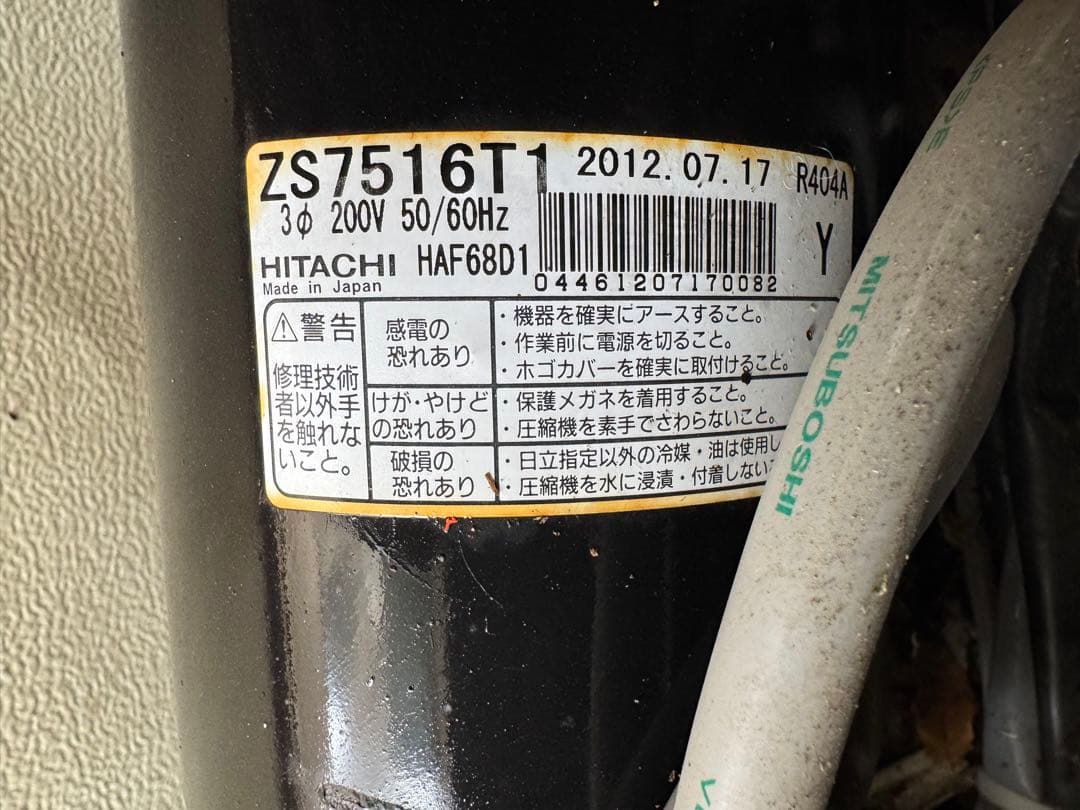 ZS7516T1 2012.07.17 R404A
3φ 200V 50/60Hz
HITACHI HAF68D1 Y
Made in Japan
04461207170082
⚠警告
修理技術
者以外手
を触れな
いこと。
感電の
恐れあり
・機器を確実にアースすること。
・作業前に電源を切ること。
・ホゴカバーを確実に取付けること。
けが・やけど
の恐れあり
・保護メガネを着用すること。
・圧縮機を素手でさわらないこと。
破損の
恐れあり
・日立指定以外の冷媒・油は使用し
・圧縮機を水に浸漬・付着しない
MITSUBOSHI